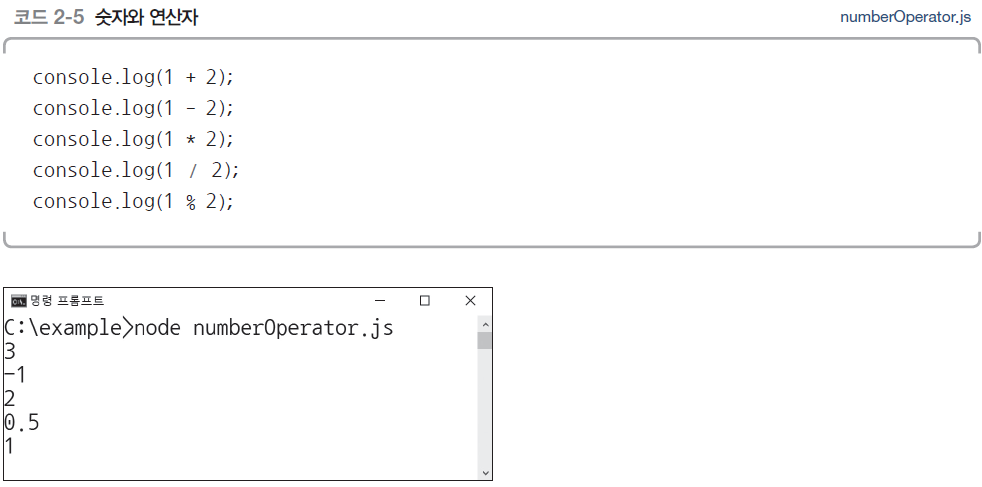 코드 2-5 숫자와 연산자
numberOperator.js
console.log(1 + 2);
console.log(1 - 2);
console.log(1 * 2);
console.log(1 / 2);
console.log(1 % 2);
명령 프롬프트
C:\example>node numberOperator.js
3
-1
2
0.5
1